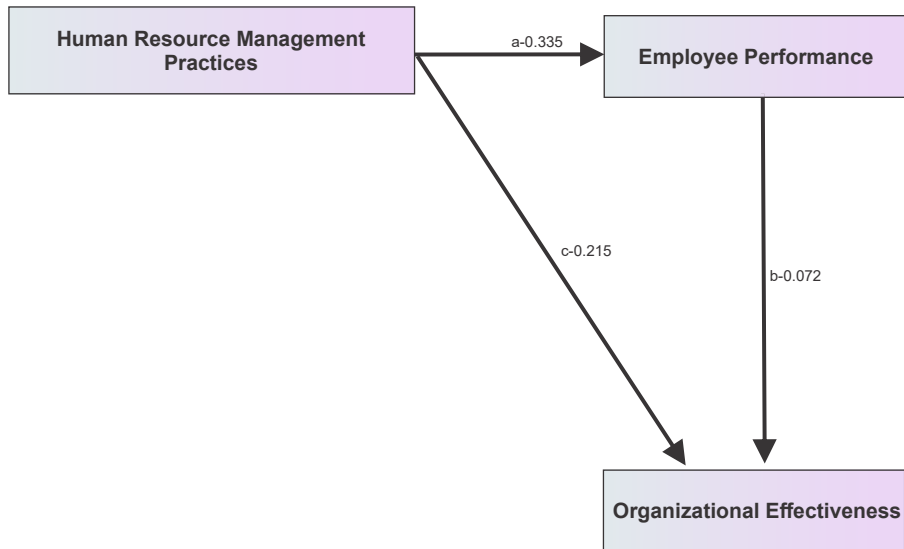 Human Resource Management
Practices
a-0.335
Employee Performance
c-0.215
b-0.072
Organizational Effectiveness